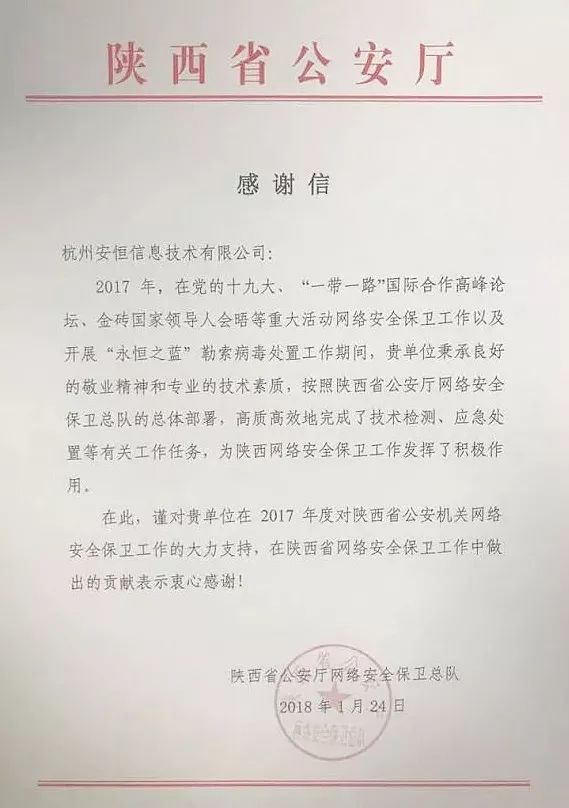 陕西省公安厅
感谢信
杭州安恒信息技术有限公司：
2017 年，在党的十九大、“一带一路”国际合作高峰论
坛、金砖国家领导人会晤等重大活动网络安全保卫工作以及
开展“永恒之蓝”勒索病毒处置工作期间，贵单位秉承良好
的敬业精神和专业的技术素质，按照陕西省公安厅网络安全
保卫总队的总体部署，高质高效地完成了技术检测、应急处
置等有关工作任务，为陕西网络安全保卫工作发挥了积极作
用。
在此，谨对贵单位在 2017 年度对陕西省公安机关网络
安全保卫工作的大力支持，在陕西省网络安全保卫工作中做
出的贡献表示衷心感谢！
陕西省公安厅网络安全保卫总队
2018 年 1 月 24 日